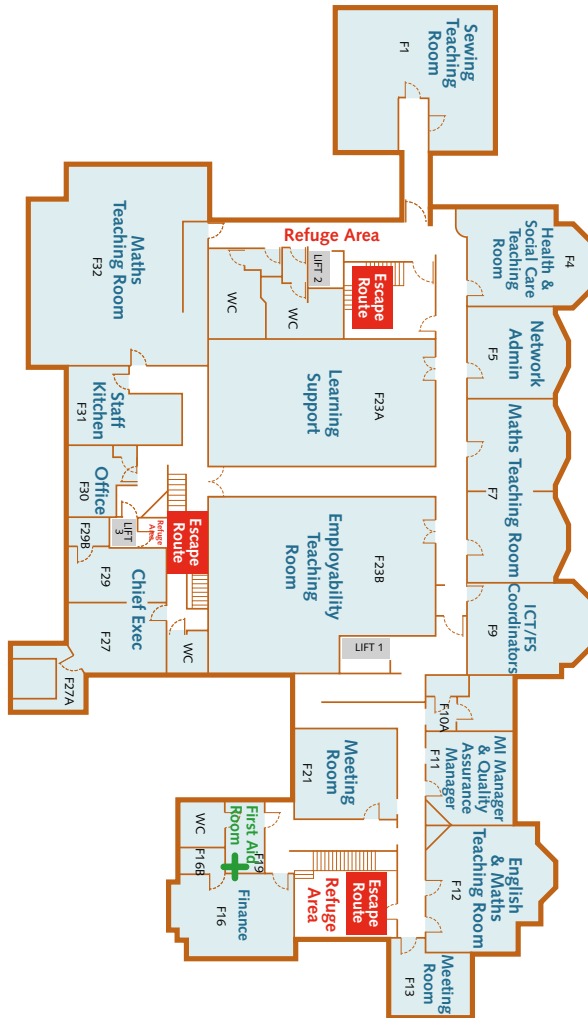 Sewing
Teaching
Room
F1
Health &
Social Care
Teaching
Room
F4
Network
Admin
F5
Maths Teaching Room
F7
ICT/FS
Coordinators
F9
F10A
MI Manager
& Quality
Assurance
Manager
F11
English
& Maths
Teaching Room
F12
Meeting
Room
F13
Refuge Area
LIFT 2
Escape
Route
WC
WC
Maths
Teaching Room
F32
Learning
Support
F23A
Staff
Kitchen
F31
Office
F30
F29B
LIFT
3
Refuge
Area
Escape
Route
Employability
Teaching
Room
F23B
LIFT 1
Chief Exec
F29
F27
WC
F27A
Meeting
Room
F21
WC
First Aid
Room
F19
F16B
Finance
F16
Refuge
Area
Escape
Route